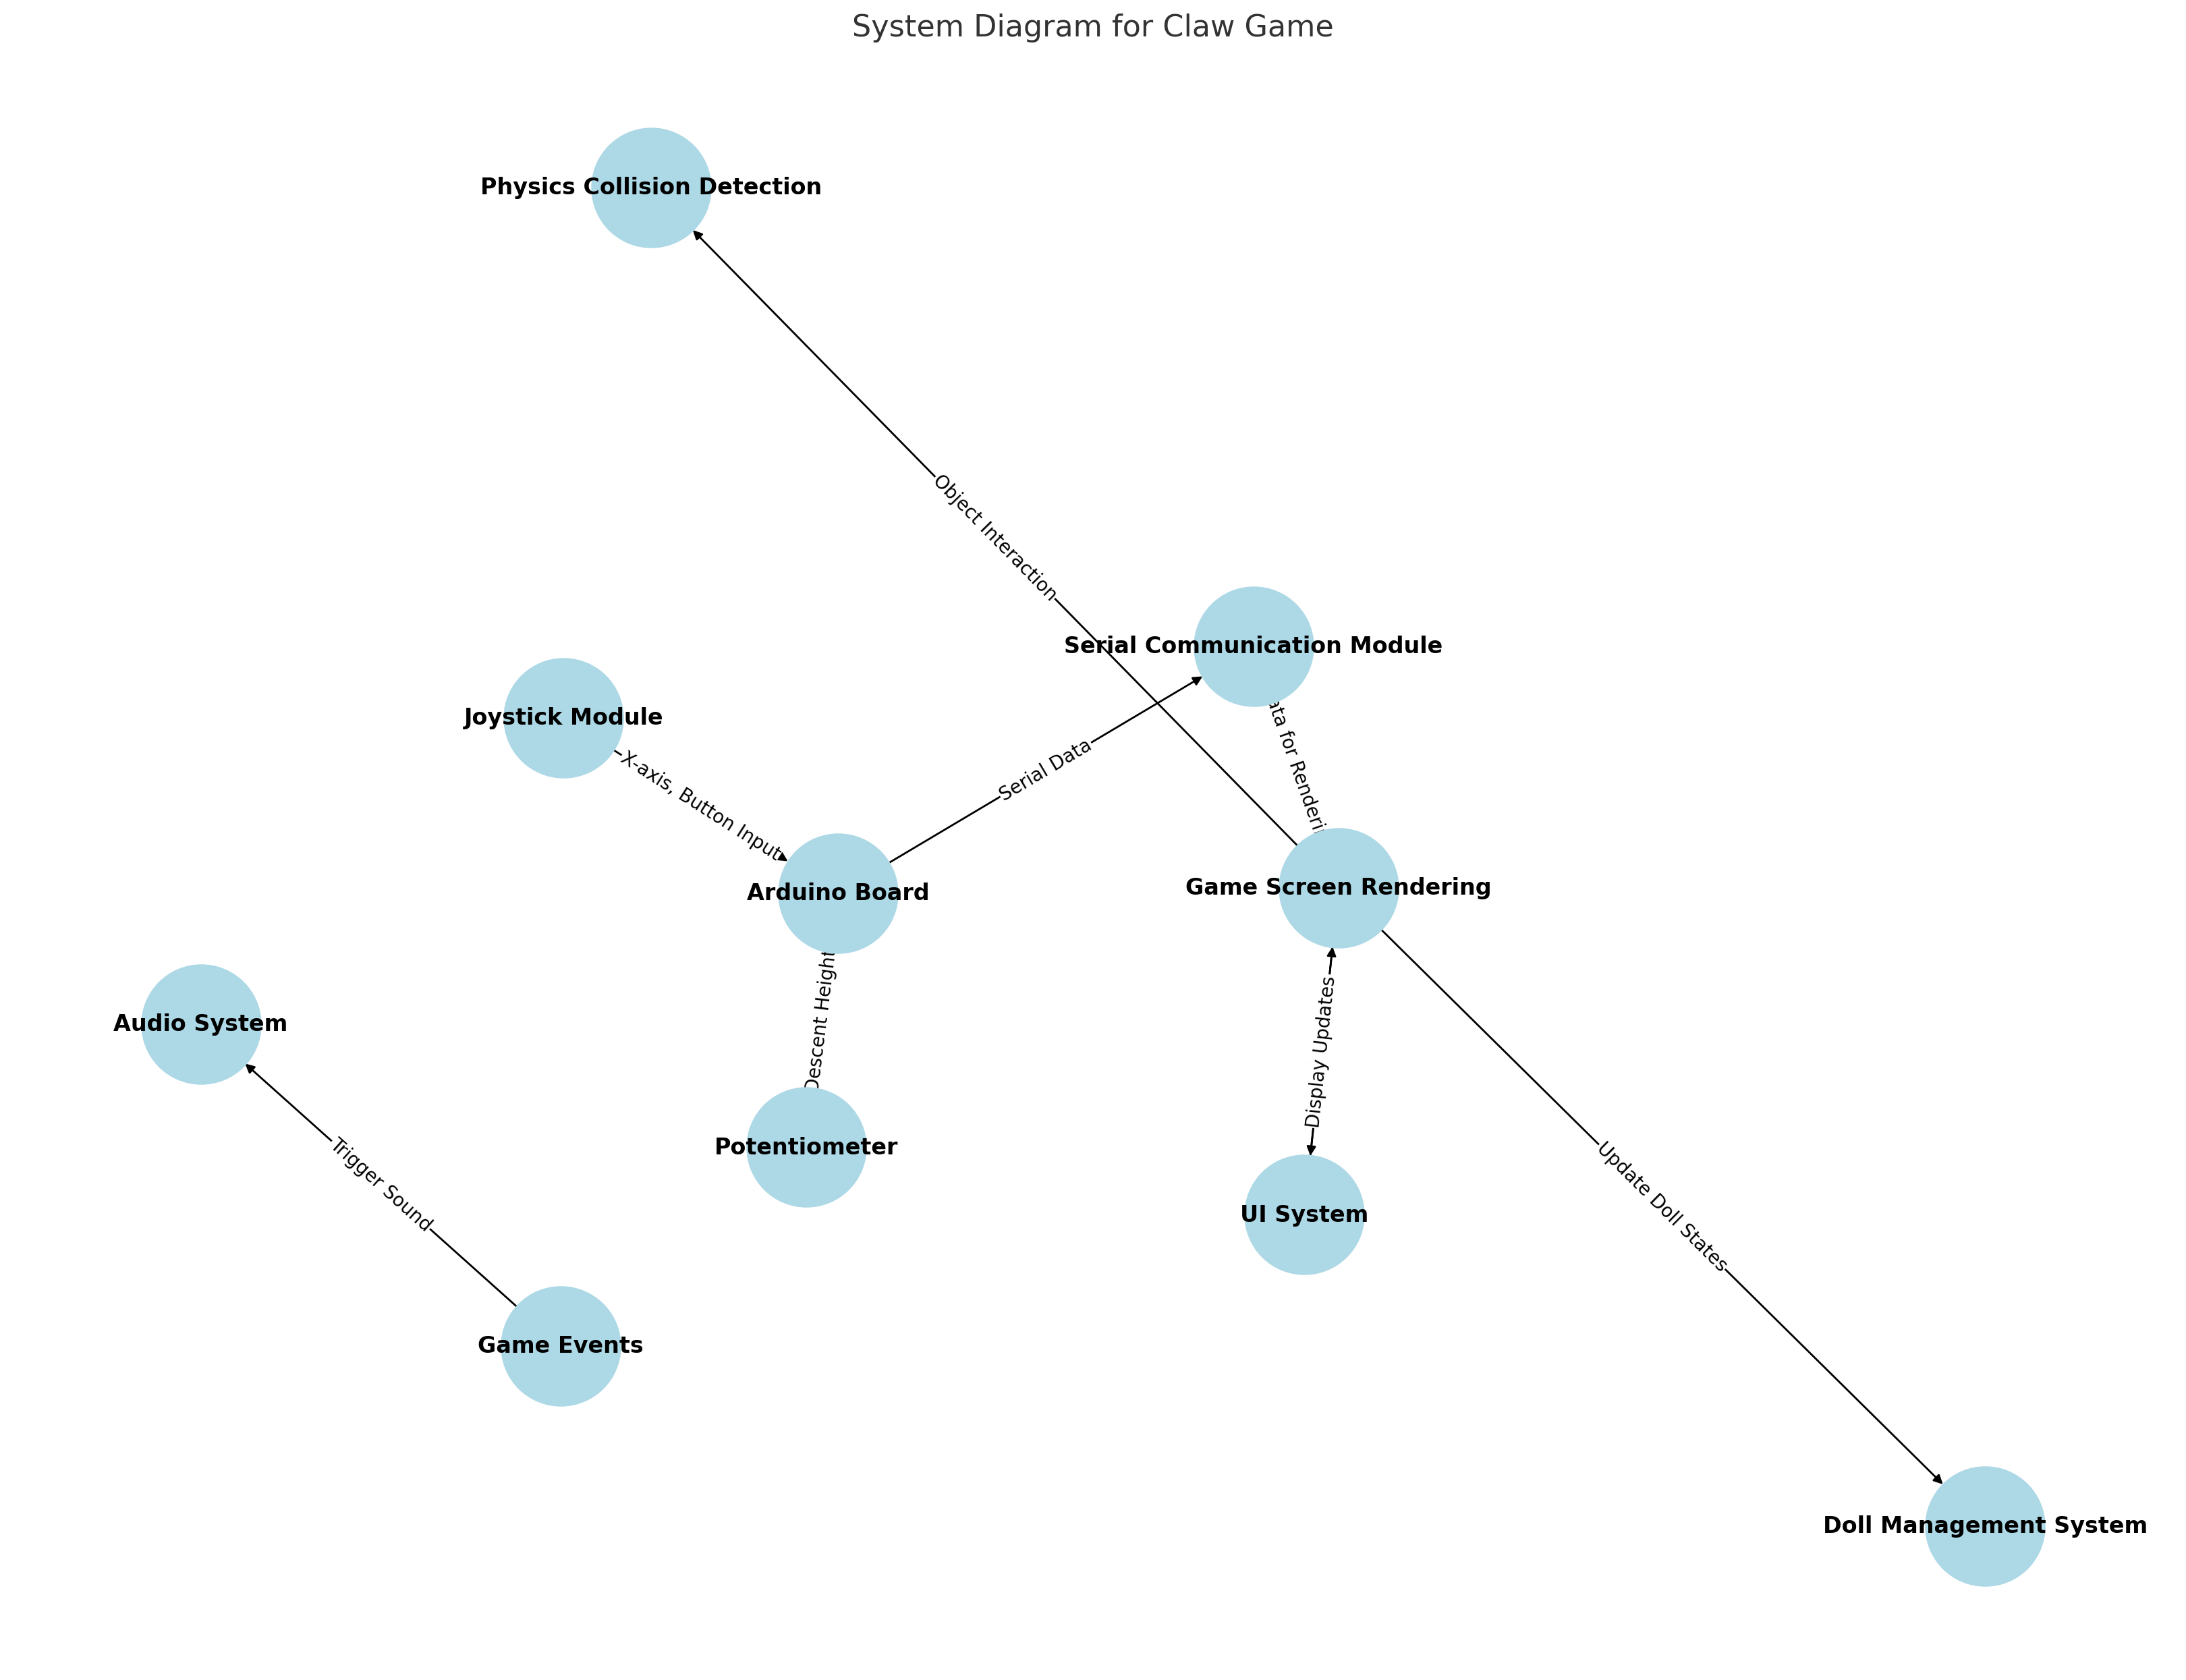 System Diagram for Claw Game
Physics Collision Detection
Object Interaction
Serial Communication Module
Joystick Module
for
X-axis, Button Input
Serial Data
Game Screen Rendering
Arduino Board
Descent Height
Display Updates
Audio System
Potentiometer
Trigger Sound
UI System
Update Doll States
Game Events
Doll Management System